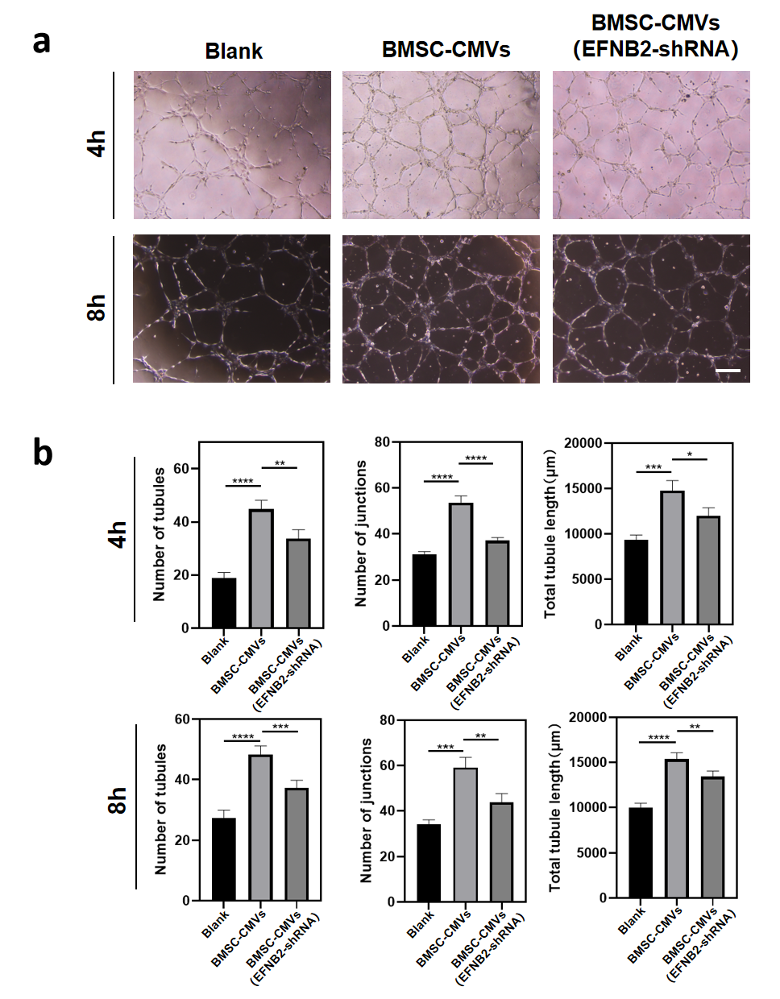 a
Blank
BMSC-CMVs
BMSC-CMVs
(EFNB2-shRNA)
4h
8h
b
4h
Number of tubules
60
40
20
0
****
**
Blank
BMSC-CMVs
BMSC-CMVs
(EFNB2-shRNA)
Number of junctions
80
60
40
20
0
****
****
Blank
BMSC-CMVs
BMSC-CMVs
(EFNB2-shRNA)
Total tubule length(μm)
20000
15000
10000
5000
0
***
*
Blank
BMSC-CMVs
BMSC-CMVs
(EFNB2-shRNA)
8h
Number of tubules
60
40
20
0
****
***
Blank
BMSC-CMVs
BMSC-CMVs
(EFNB2-shRNA)
Number of junctions
80
60
40
20
0
***
**
Blank
BMSC-CMVs
BMSC-CMVs
(EFNB2-shRNA)
Total tubule length(μm)
20000
15000
10000
5000
0
****
**
Blank
BMSC-CMVs
BMSC-CMVs
(EFNB2-shRNA)